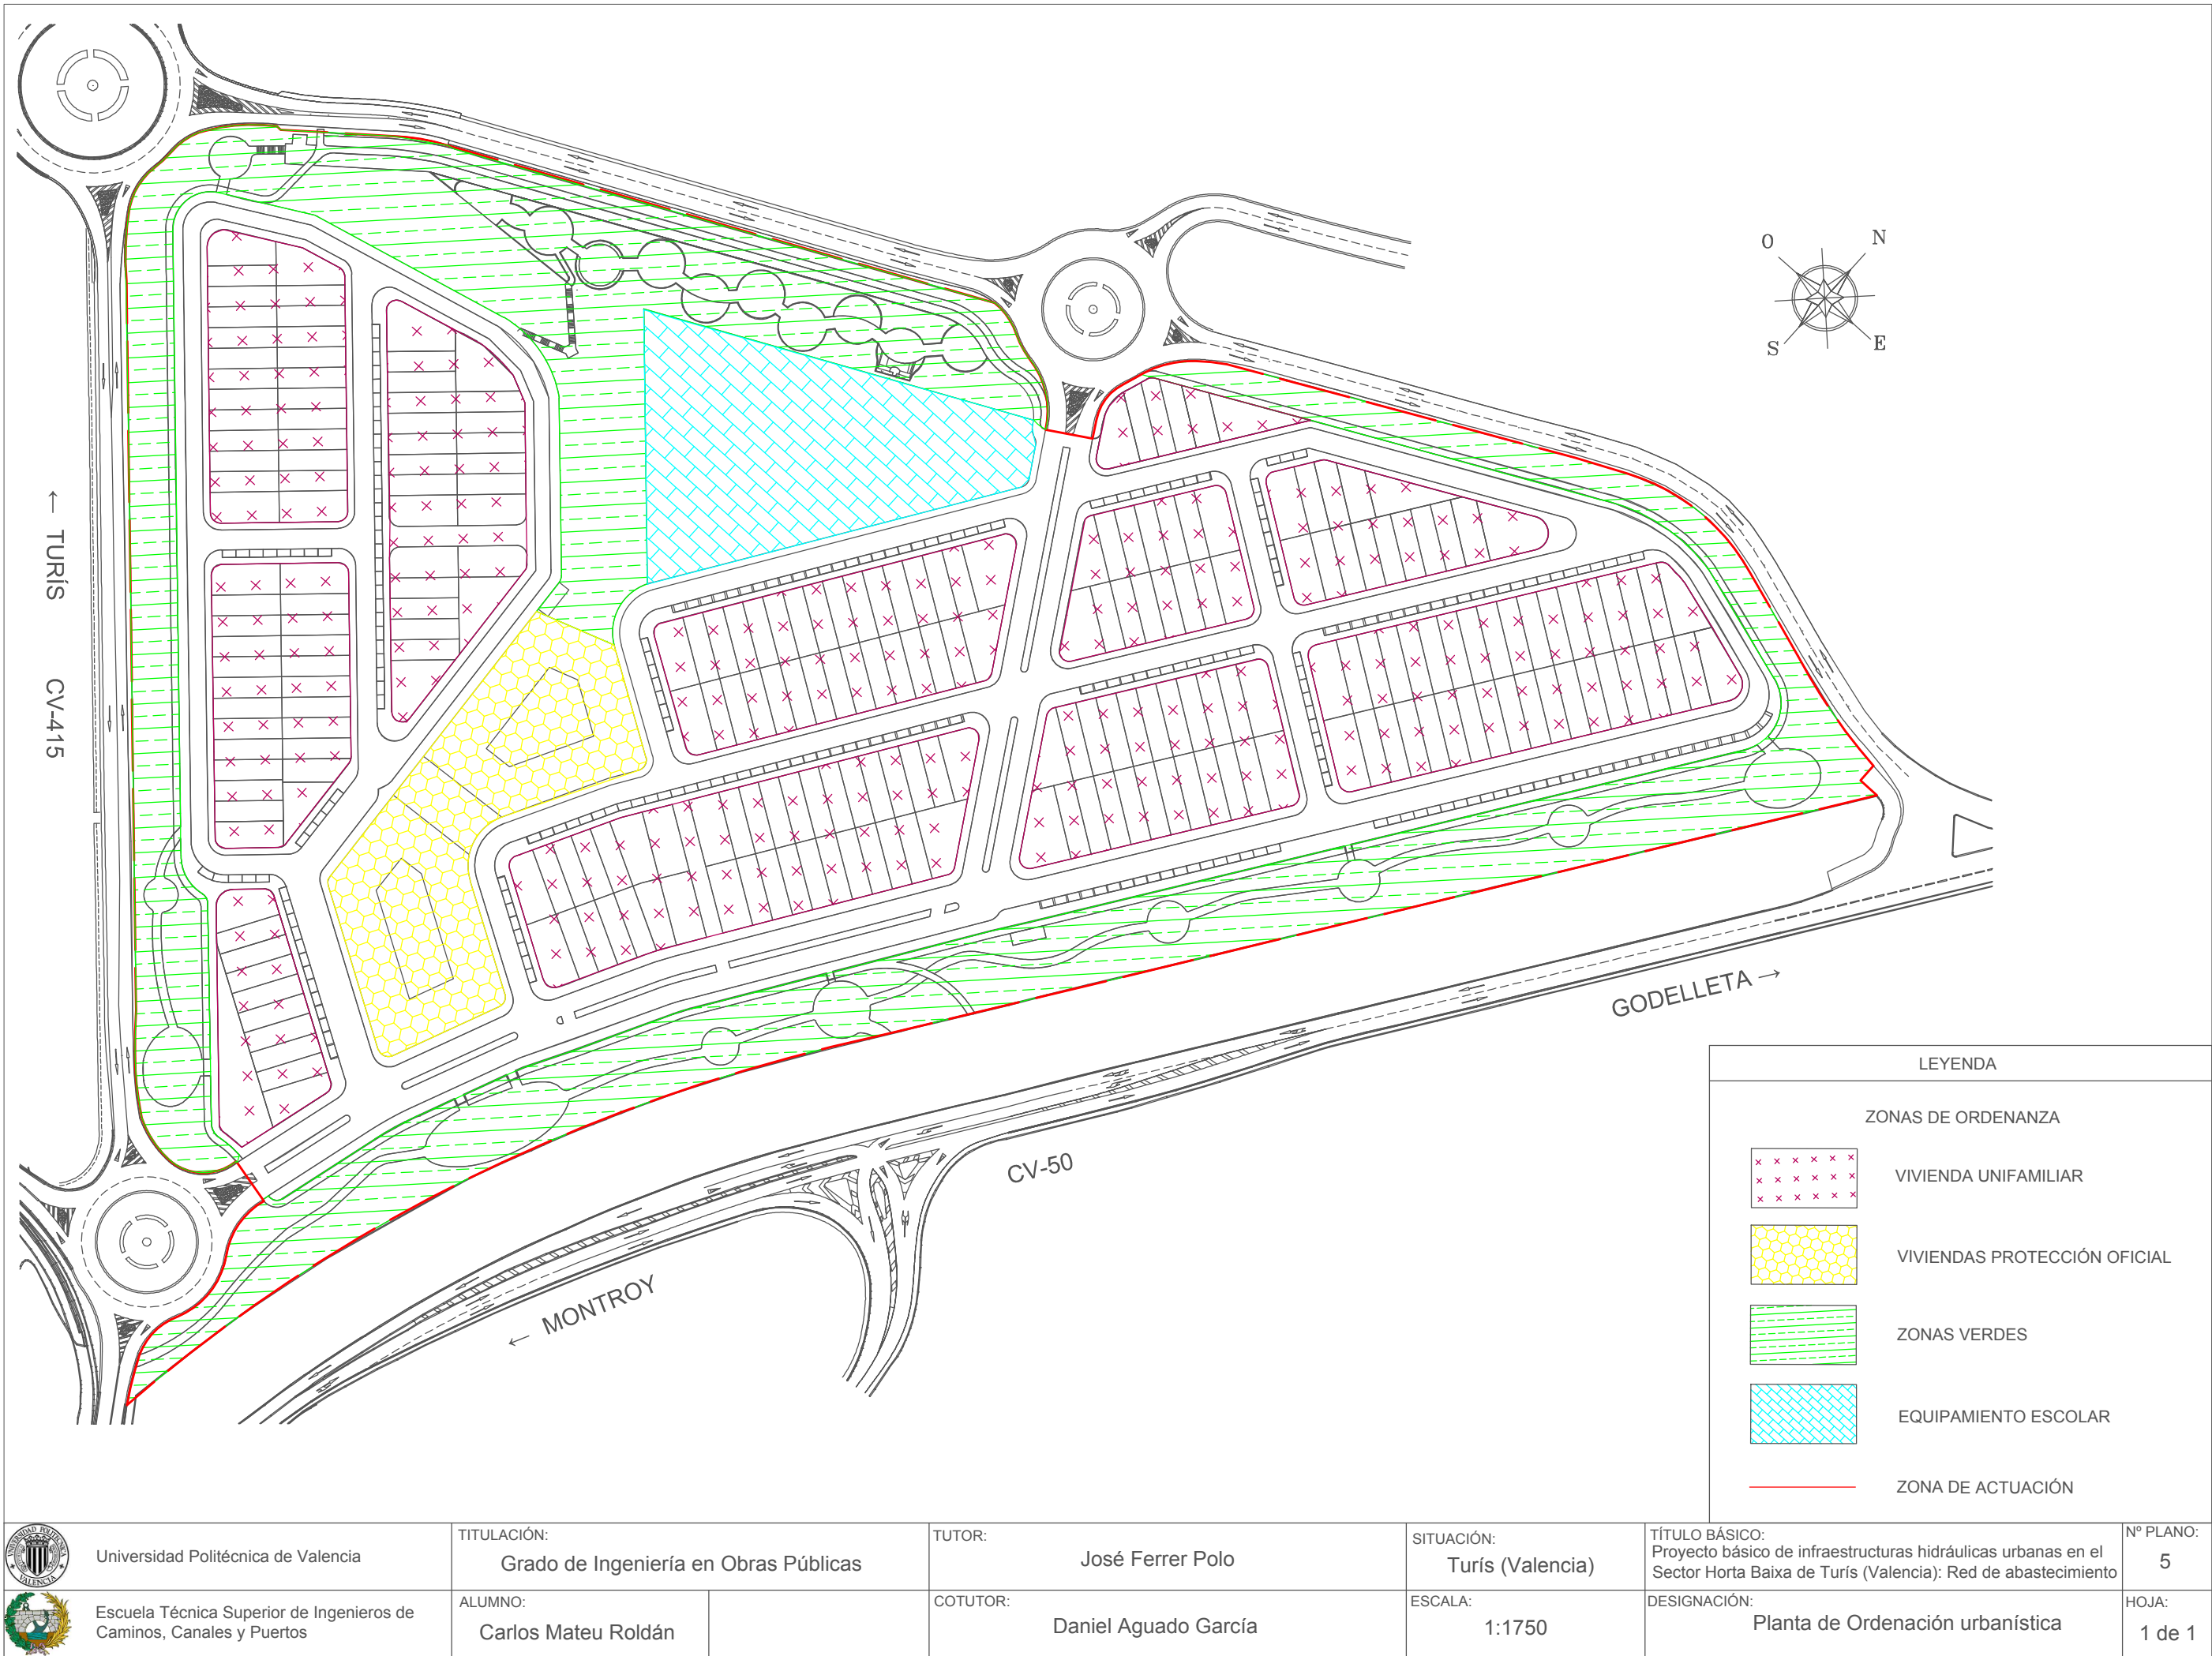 O
N
S
E
← TURÍS
CV-415
GODELLETA →
CV-50
← MONTROY
LEYENDA
ZONAS DE ORDENANZA
VIVIENDA UNIFAMILIAR
VIVIENDAS PROTECCIÓN OFICIAL
ZONAS VERDES
EQUIPAMIENTO ESCOLAR
ZONA DE ACTUACIÓN
UNIVERSIDAD POLITECNICA
VALENCIA
Universidad Politécnica de Valencia
Escuela Técnica Superior de Ingenieros de
Caminos, Canales y Puertos
TITULACIÓN:
Grado de Ingeniería en Obras Públicas
ALUMNO:
Carlos Mateu Roldán
TUTOR:
José Ferrer Polo
COTUTOR:
Daniel Aguado García
SITUACIÓN:
Turís (Valencia)
ESCALA:
1:1750
TÍTULO BÁSICO:
Proyecto básico de infraestructuras hidráulicas urbanas en el
Sector Horta Baixa de Turís (Valencia): Red de abastecimiento
DESIGNACIÓN:
Planta de Ordenación urbanística
Nº PLANO:
5
HOJA:
1 de 1